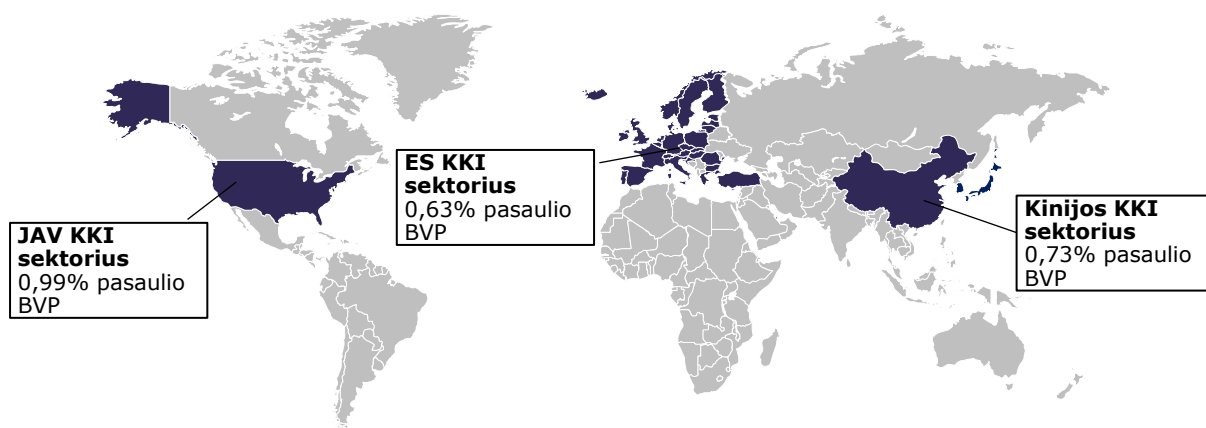 JAV KKI
sektorius
0,99% pasaulio
BVP
ES KKI
sektorius
0,63% pasaulio
BVP
Kinijos KKI
sektorius
0,73% pasaulio
BVP